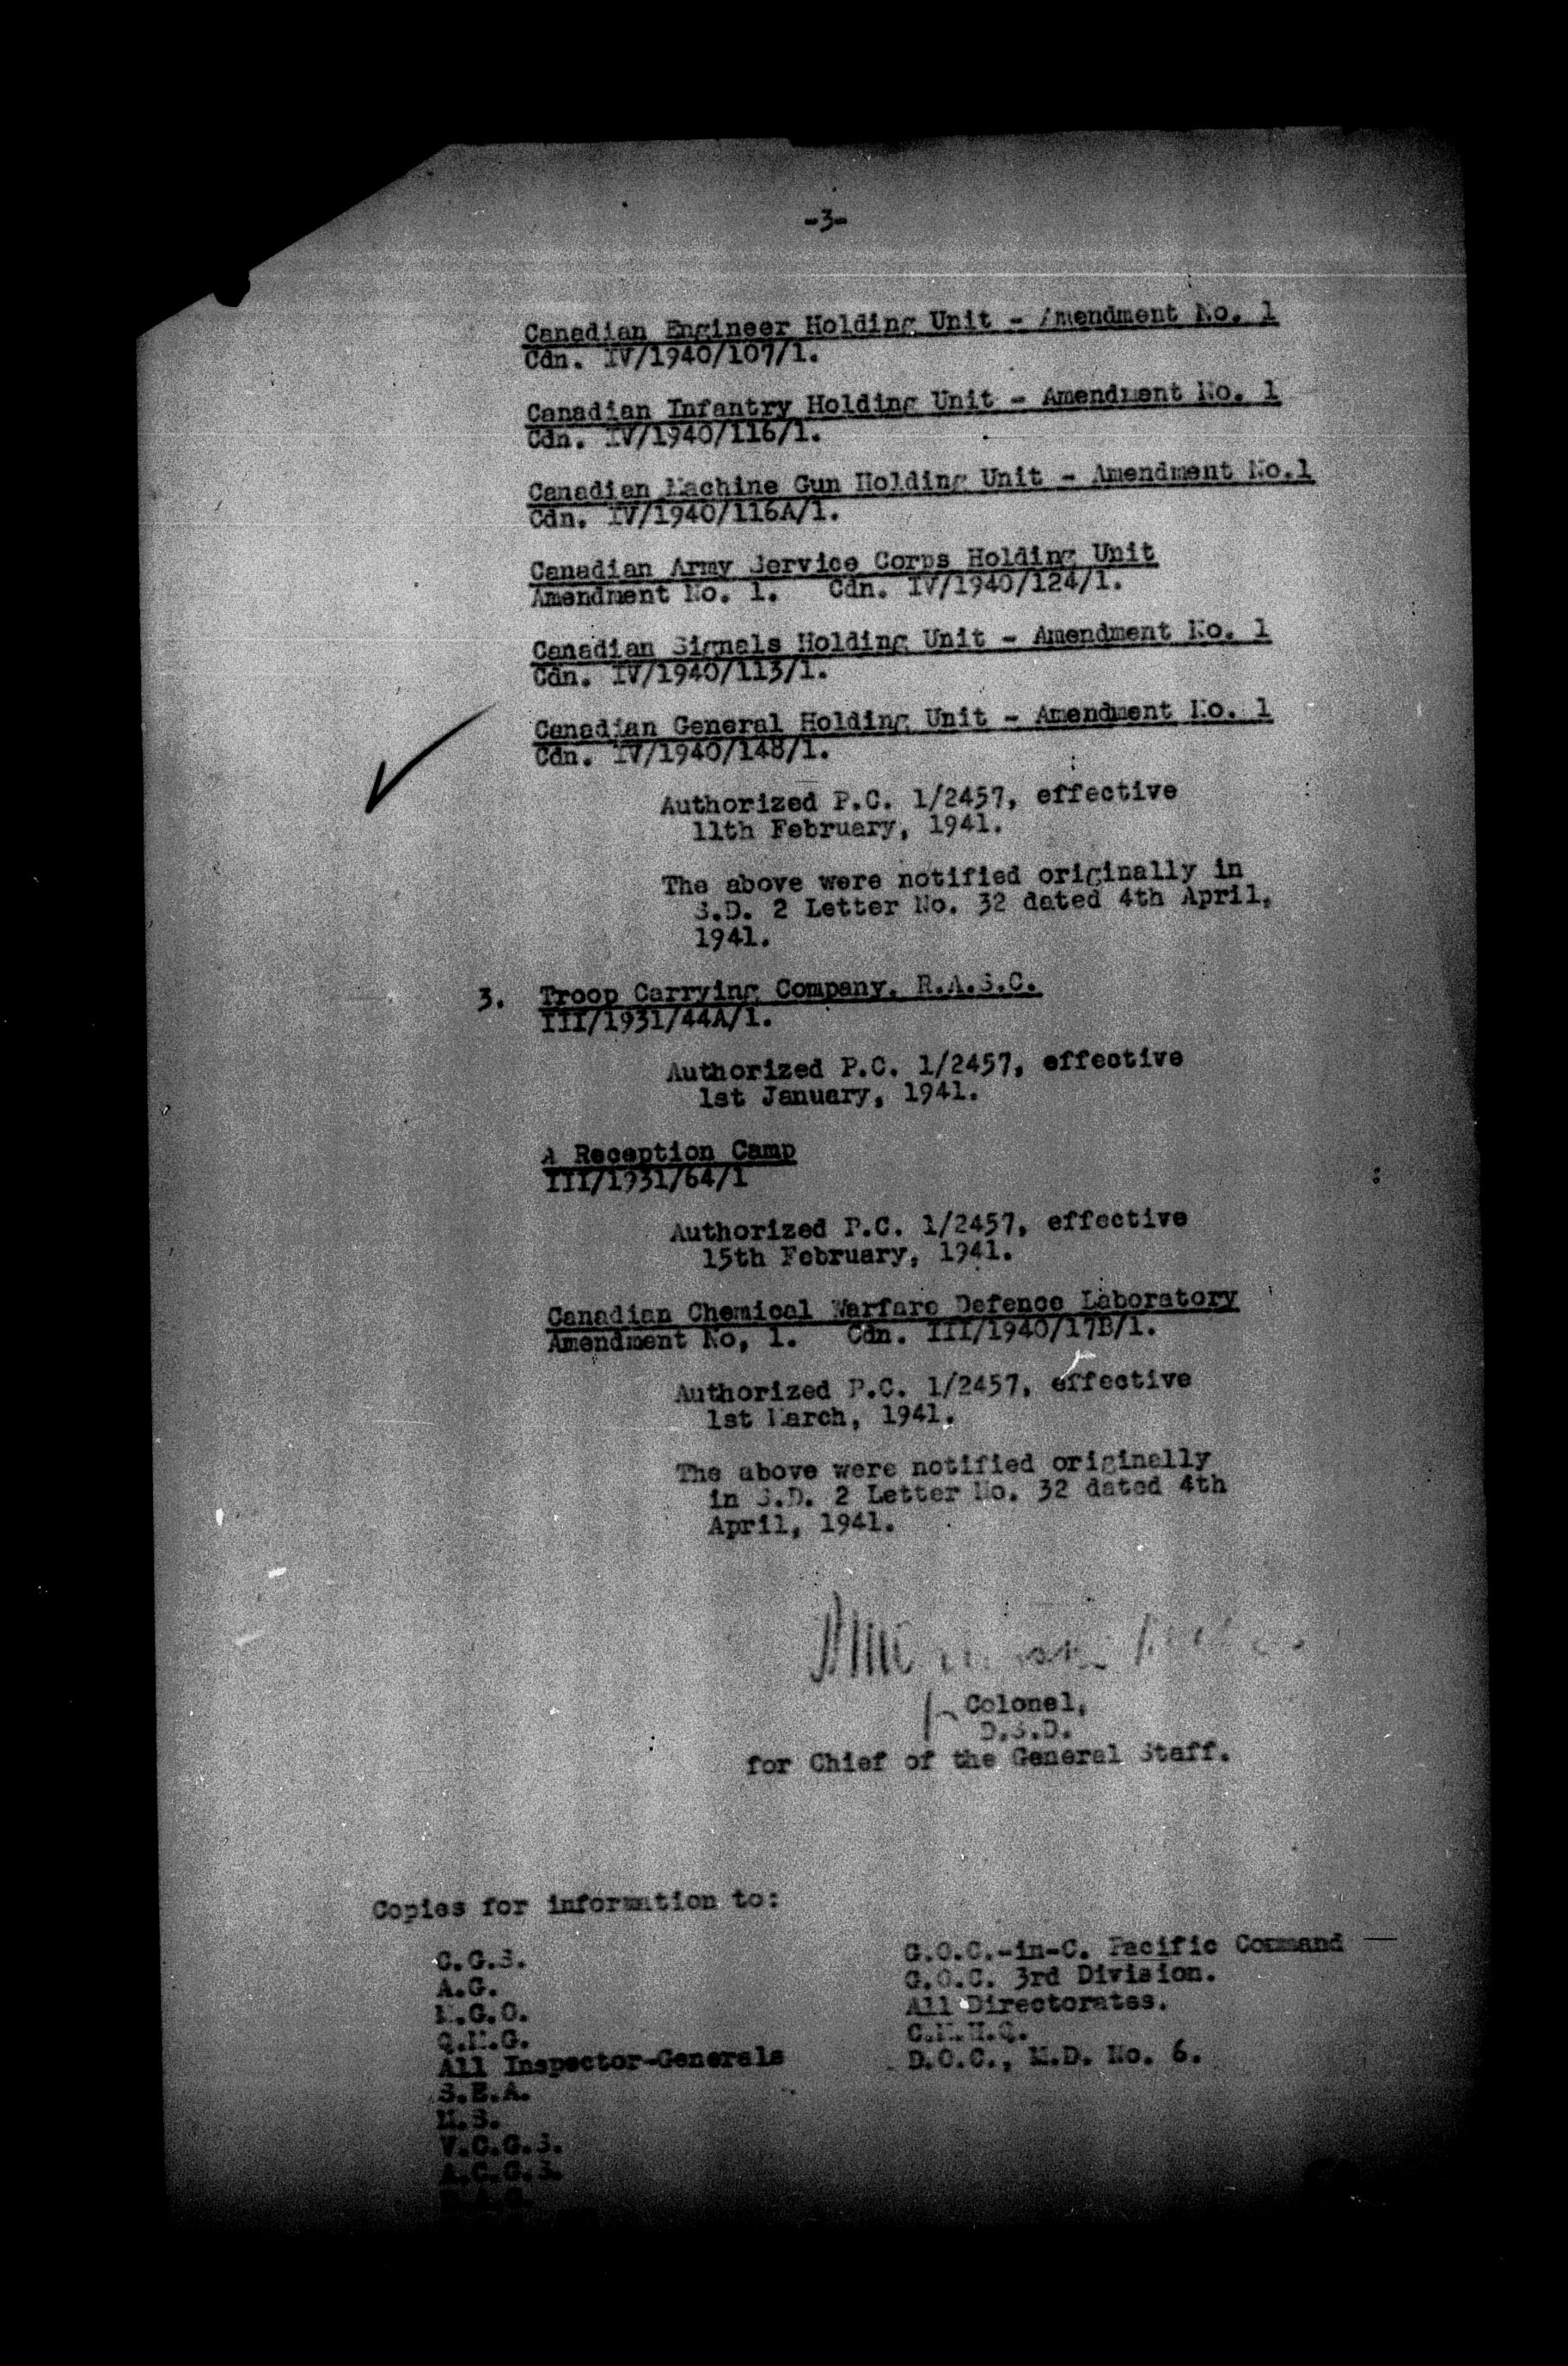 -3-
Canadian Engineer Holding Unit - Amendment No. 1
Cdn. IV/1940/107/1.
Canadian Infantry Holding Unit - Amendment No. 1
Cdn. IV/1940/116/1.
Canadian Machine Gun Holding Unit - Amendment No.1
Cdn. IV/1940/116A/1.
Canadian Army Service Corps Holding Unit
Amendment No. 1. Cdn. IV/1940/124/1.
Canadian Signals Holding Unit - Amendment No. 1
Cdn. IV/1940/113/1.
Canadian General Holding Unit - Amendment No. 1
Cdn. IV/1940/148/1.
Authorized P.C. 1/2457, effective
11th February, 1941.
The above were notified originally in
S.D. 2 Letter No. 32 dated 4th April,
1941.
3. Troop Carrying Company, R.A.S.C.
III/1931/44A/1.
Authorized P.C. 1/2457, effective
1st January, 1941.
A Reception Camp
III/1931/64/1
Authorized P.C. 1/2457, effective
15th February, 1941.
Canadian Chemical Warfare Defence Laboratory
Amendment No, 1. Cdn. III/1940/17B/1.
Authorized P.C. 1/2457, effective
1st March, 1941.
The above were notified originally
in S.D. 2 Letter No. 32 dated 4th
April, 1941.
Colonel,
D.S.D.
for Chief of the General Staff.
Copies for information to:
C.G.S.
A.G.
M.G.O.
Q.M.G.
All Inspector-Generals
S.E.A.
M.S.
V.C.G.S.
A.C.G.S.
G.O.C.-in-C. Pacific Command
G.O.C. 3rd Division.
All Directorates.
C.M.H.Q.
D.O.C., M.D. No. 6.